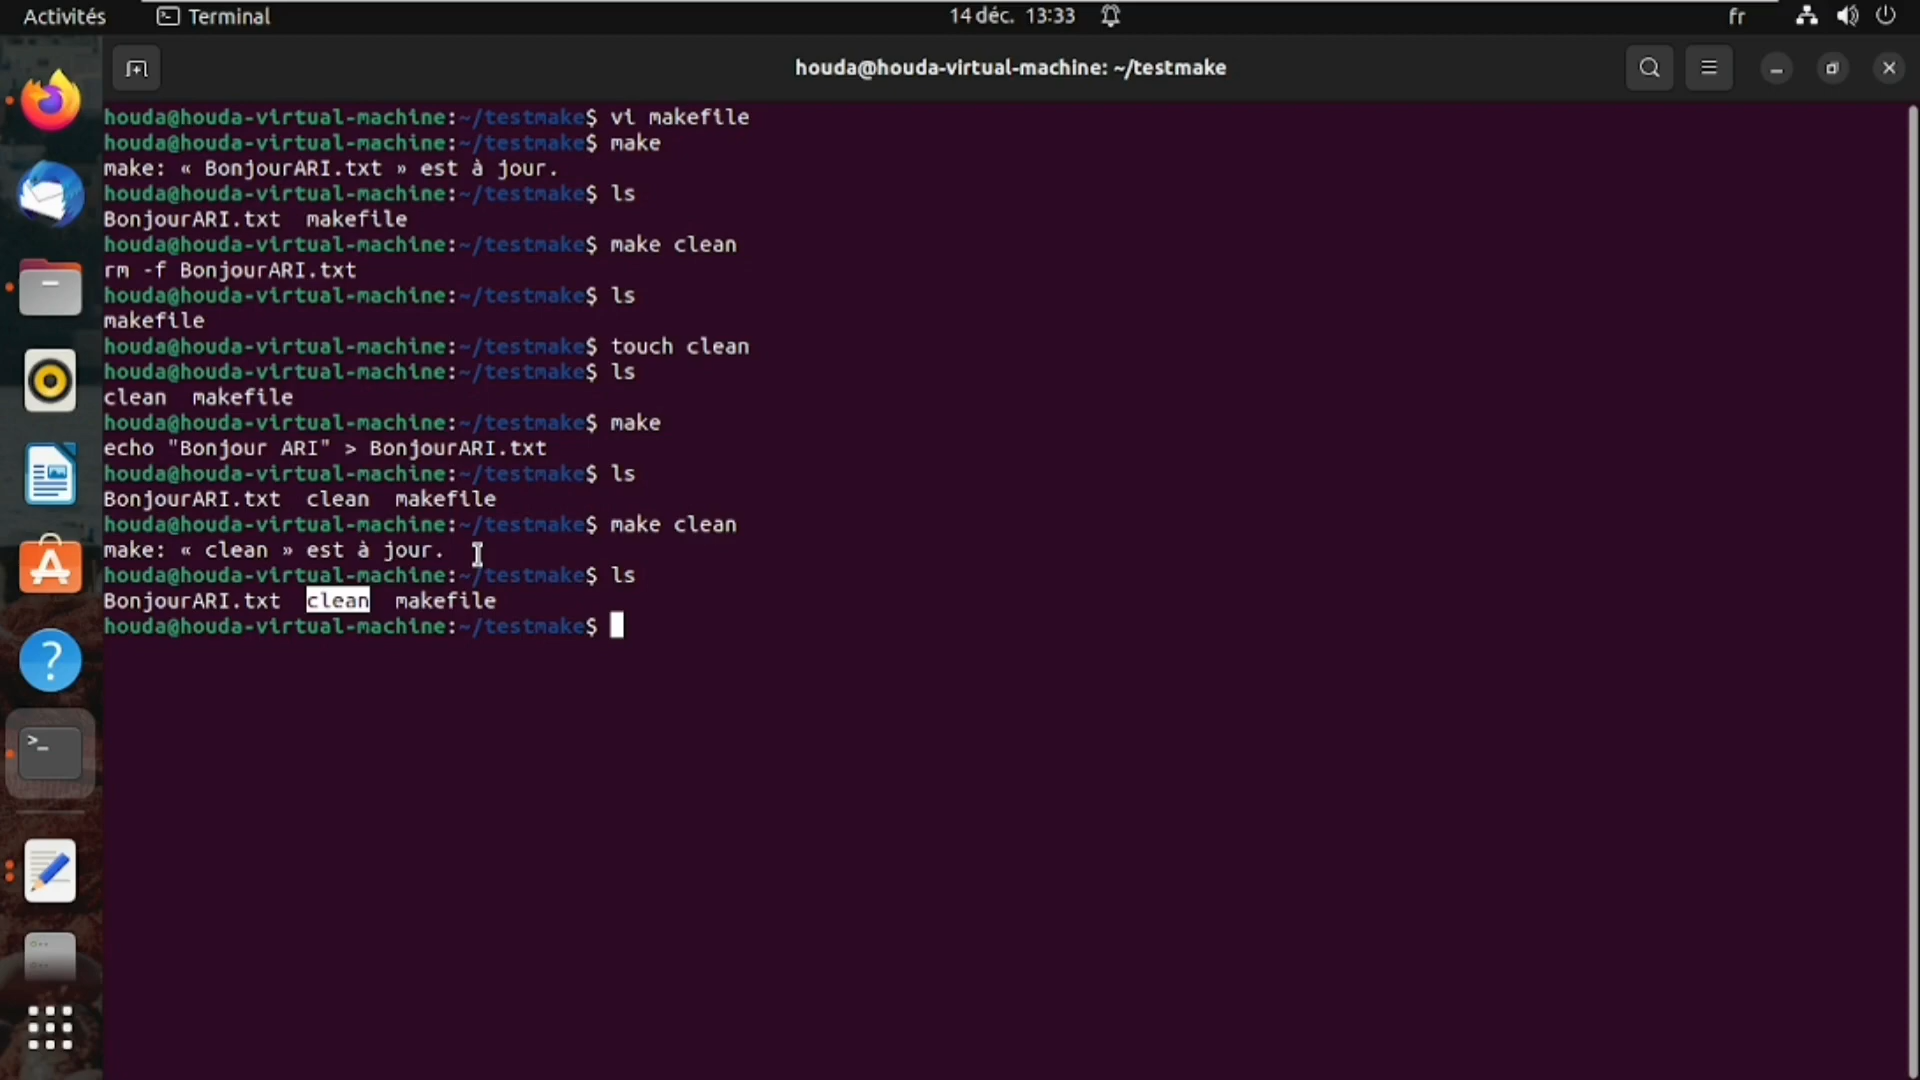 Activités Terminal 14 déc. 13:33 fr
houda@houda-virtual-machine: ~/testmake
houda@houda-virtual-machine:~/testmake$ vi makefile
houda@houda-virtual-machine:~/testmake$ make
make: « BonjourARI.txt » est à jour.
houda@houda-virtual-machine:~/testmake$ ls
BonjourARI.txt  makefile
houda@houda-virtual-machine:~/testmake$ make clean
rm -f BonjourARI.txt
houda@houda-virtual-machine:~/testmake$ ls
makefile
houda@houda-virtual-machine:~/testmake$ touch clean
houda@houda-virtual-machine:~/testmake$ ls
clean  makefile
houda@houda-virtual-machine:~/testmake$ make
echo "Bonjour ARI" > BonjourARI.txt
houda@houda-virtual-machine:~/testmake$ ls
BonjourARI.txt  clean  makefile
houda@houda-virtual-machine:~/testmake$ make clean
make: « clean » est à jour.
houda@houda-virtual-machine:~/testmake$ ls
BonjourARI.txt  clean  makefile
houda@houda-virtual-machine:~/testmake$